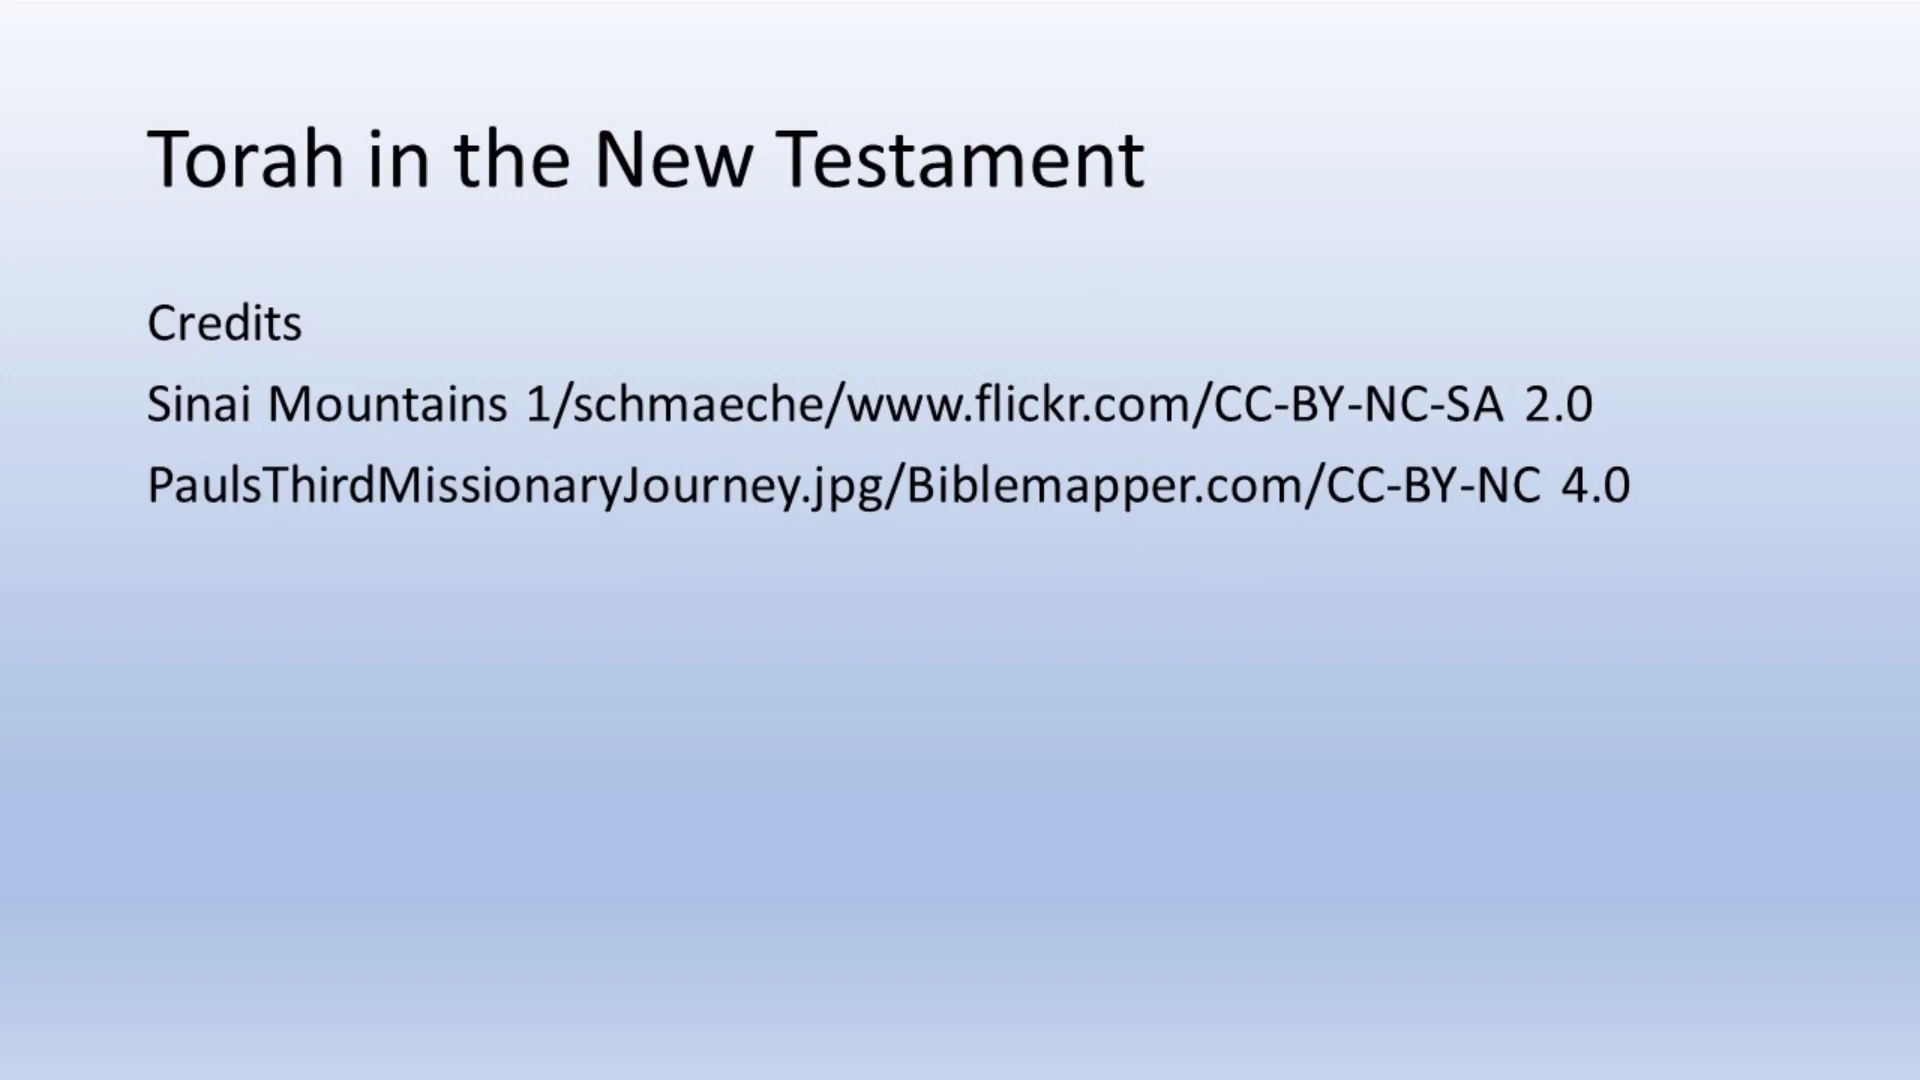 Torah in the New Testament
Credits
Sinai Mountains 1/schmaeche/www.flickr.com/CC-BY-NC-SA 2.0
PaulsThirdMissionaryJourney.jpg/Biblemapper.com/CC-BY-NC 4.0